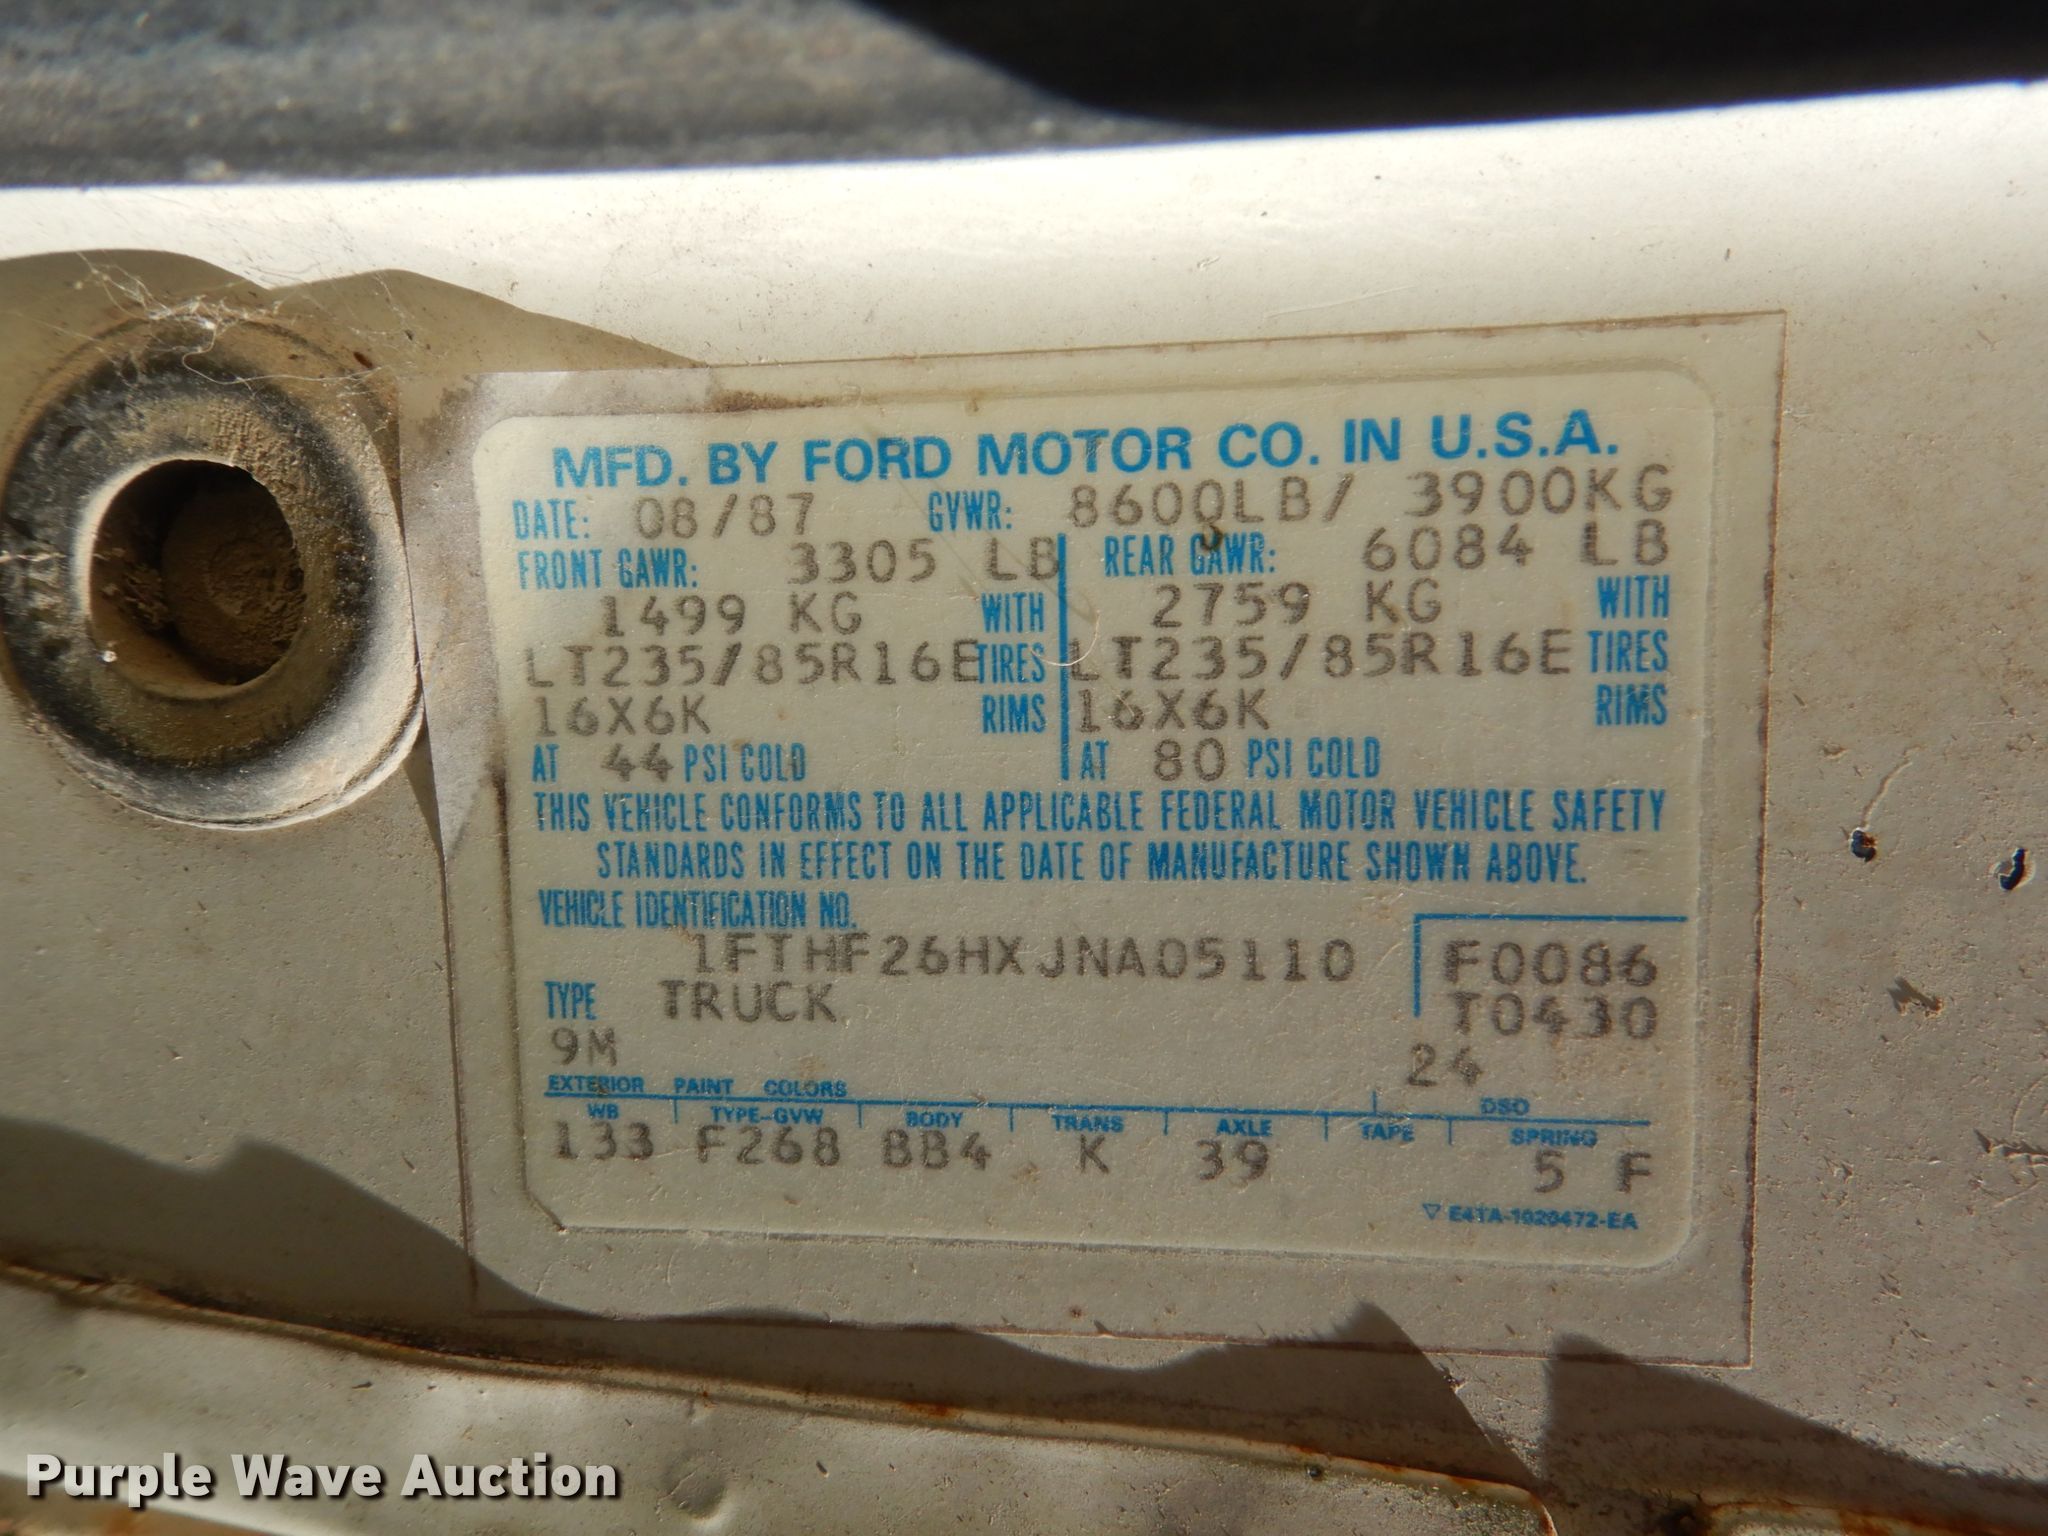 MFD. BY FORD MOTOR CO. IN U.S.A.
DATE: 08/87 GVWR: 8600LB/ 3900KG
FRONT GAWR: 3305 LB REAR GAWR: 6084 LB
1499 KG WITH 2759 KG WITH
LT235/85R16E TIRES LT235/85R16E TIRES
16X6K RIMS 16X6K RIMS
AT 44 PSI COLD AT 80 PSI COLD
THIS VEHICLE CONFORMS TO ALL APPLICABLE FEDERAL MOTOR VEHICLE SAFETY
STANDARDS IN EFFECT ON THE DATE OF MANUFACTURE SHOWN ABOVE.
VEHICLE IDENTIFICATION NO.
1FTHF26HXJNA05110 F0086
TYPE TRUCK T0430
9M 24
EXTERIOR PAINT COLORS DSO
WB TYPE-GVW BODY TRANS AXLE TAPE SPRING
133 F268 BB4 K 39 5 F
▽ E4TA-1020472-EA
Purple Wave Auction